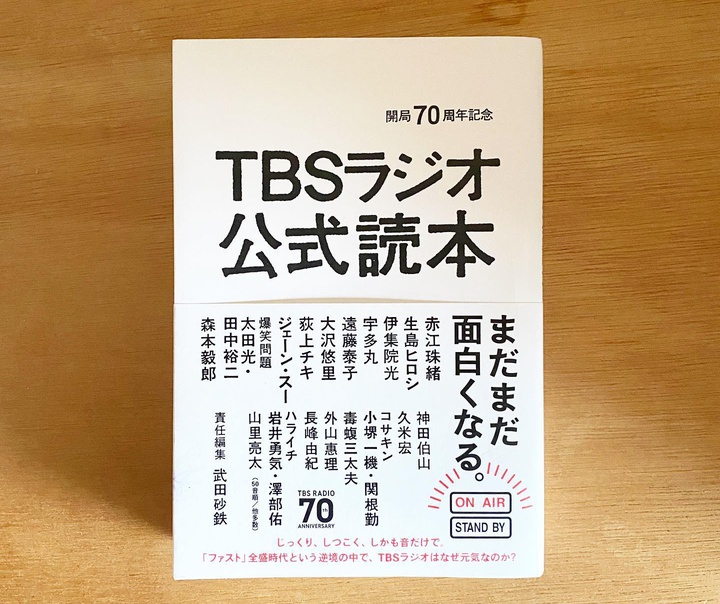 開局70周年記念
TBSラジオ
公式読本
まだまだ
面白くなる。
赤江珠緒
生島ヒロシ
伊集院光
宇多丸
遠藤泰子
大沢悠里
荻上チキ
ジェーン・スー
爆笑問題
太田光・
田中裕二
森本毅郎
神田伯山
久米宏
コサキン
小堺一機・関根勤
毒蝮三太夫
外山惠理
長峰由紀
ハライチ
岩井勇気・澤部佑
山里亮太
(50音順/他多数)
責任編集 武田砂鉄
TBS RADIO
70th
ANNIVERSARY
ON AIR
STAND BY
じっくり、しつこく、しかも音だけで。
「ファスト」全盛時代という逆境の中で、TBSラジオはなぜ元気なのか?